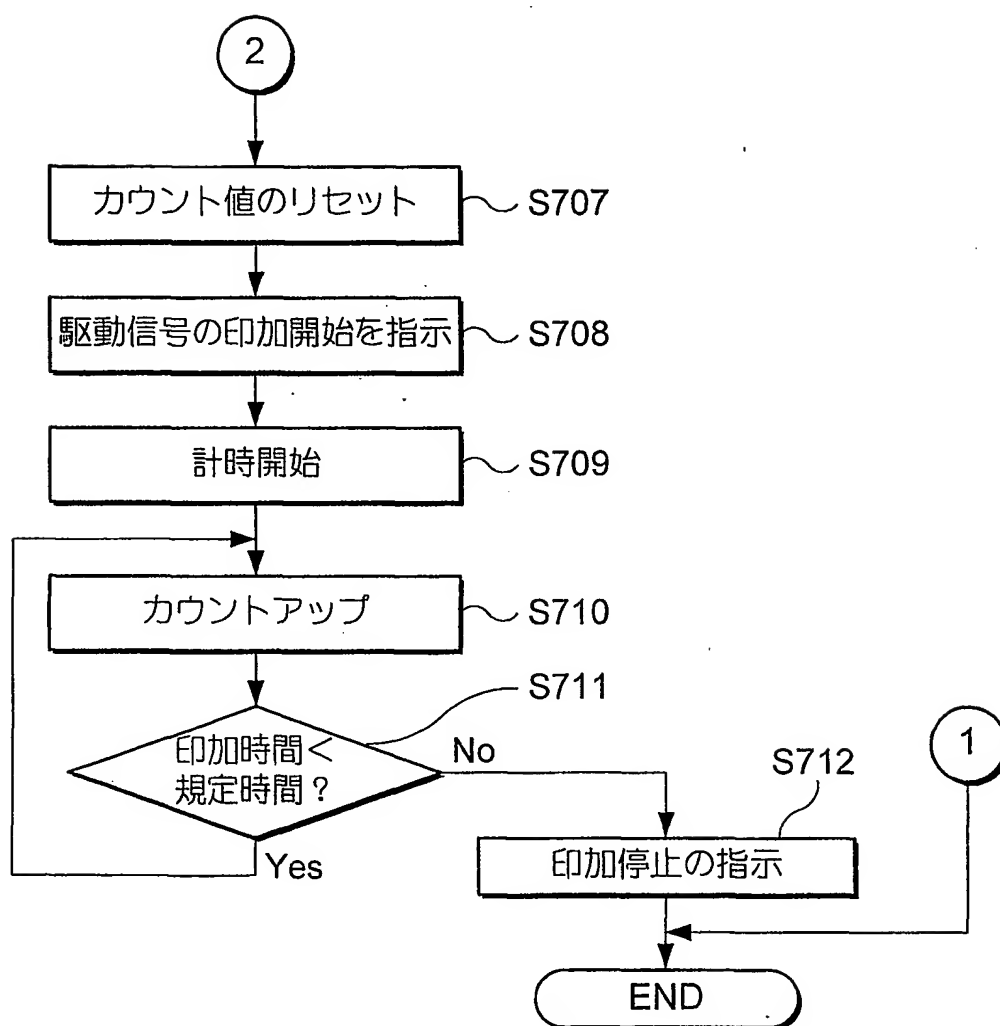 2
カウント値のリセット
S707
駆動信号の印加開始を指示
S708
計時開始
S709
カウントアップ
S710
S711
印加時間<
規定時間?
No
Yes
1
S712
印加停止の指示
END